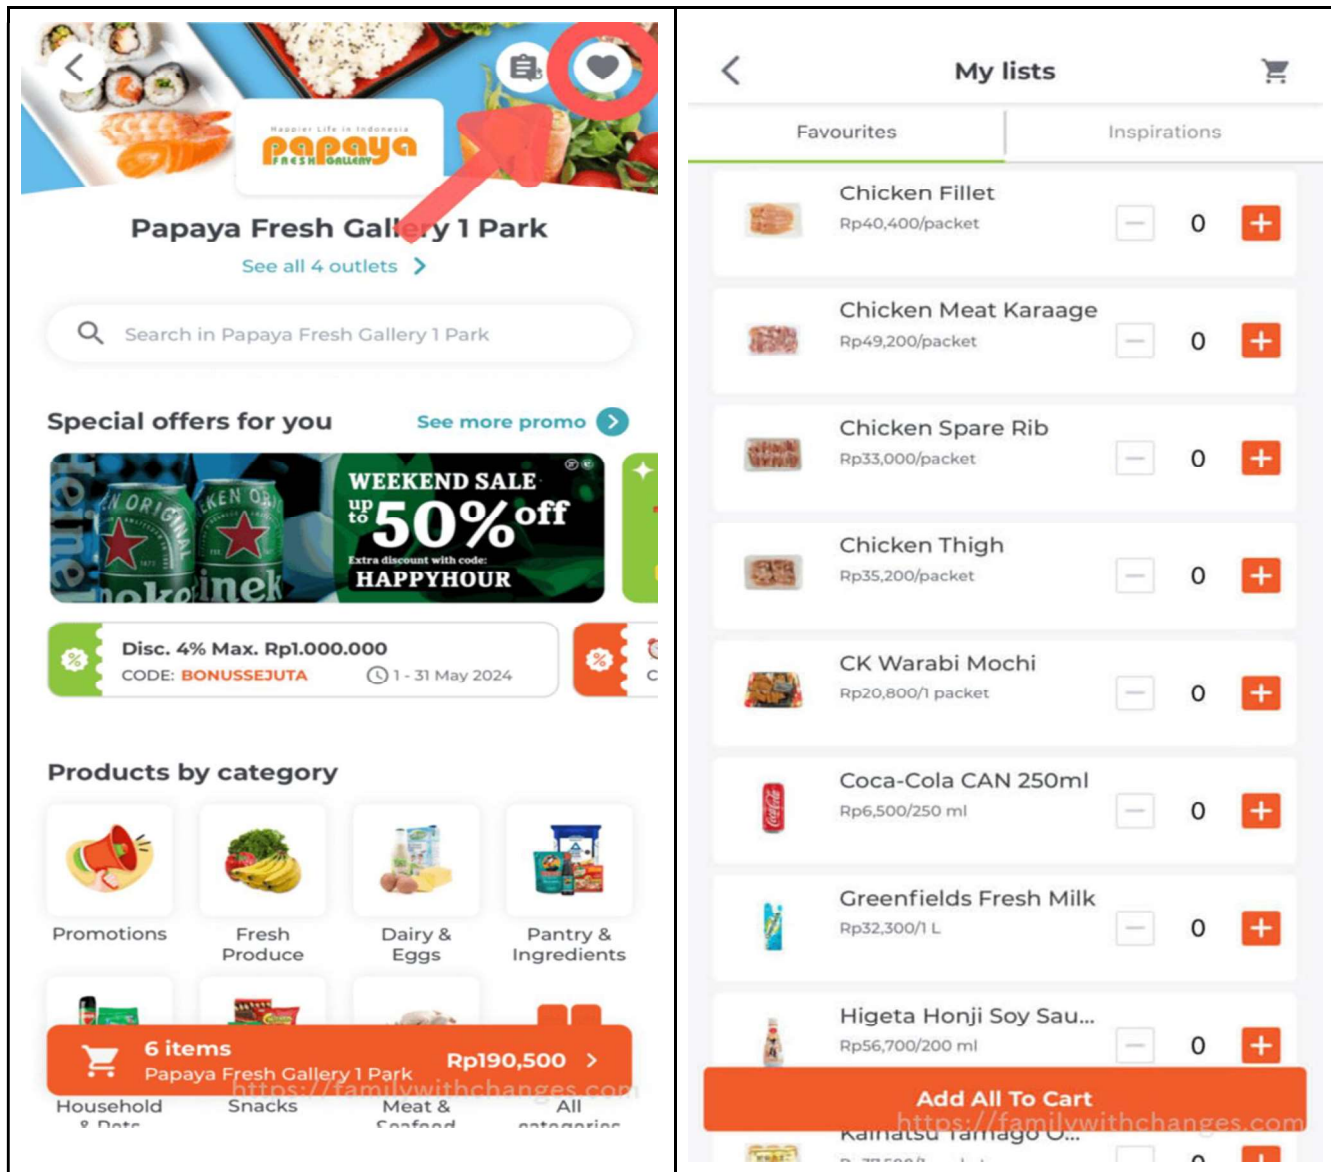 Happier Life in Indonesia
papaya
FRESH GALLERY
Papaya Fresh Gallery 1 Park
See all 4 outlets
Search in Papaya Fresh Gallery 1 Park
Special offers for you
See more promo
Heineken
WEEKEND SALE
up to 50% off
Extra discount with code:
HAPPYHOUR
Disc. 4% Max. Rp1.000.000
CODE: BONUSSEJUTA
1 - 31 May 2024
Products by category
Promotions
Fresh Produce
Dairy & Eggs
Pantry & Ingredients
6 items
Papaya Fresh Gallery 1 Park
Rp190,500
https://familywithchanges.com
Household
Snacks
Meat &
All
My lists
Favourites
Inspirations
Chicken Fillet
Rp40,400/packet
0
Chicken Meat Karaage
Rp49,200/packet
0
Chicken Spare Rib
Rp33,000/packet
0
Chicken Thigh
Rp35,200/packet
0
CK Warabi Mochi
Rp20,800/1 packet
0
Coca-Cola CAN 250ml
Rp6,500/250 ml
0
Greenfields Fresh Milk
Rp32,300/1 L
0
Higeta Honji Soy Sau...
Rp56,700/200 ml
0
Add All To Cart
https://familywithchanges.com